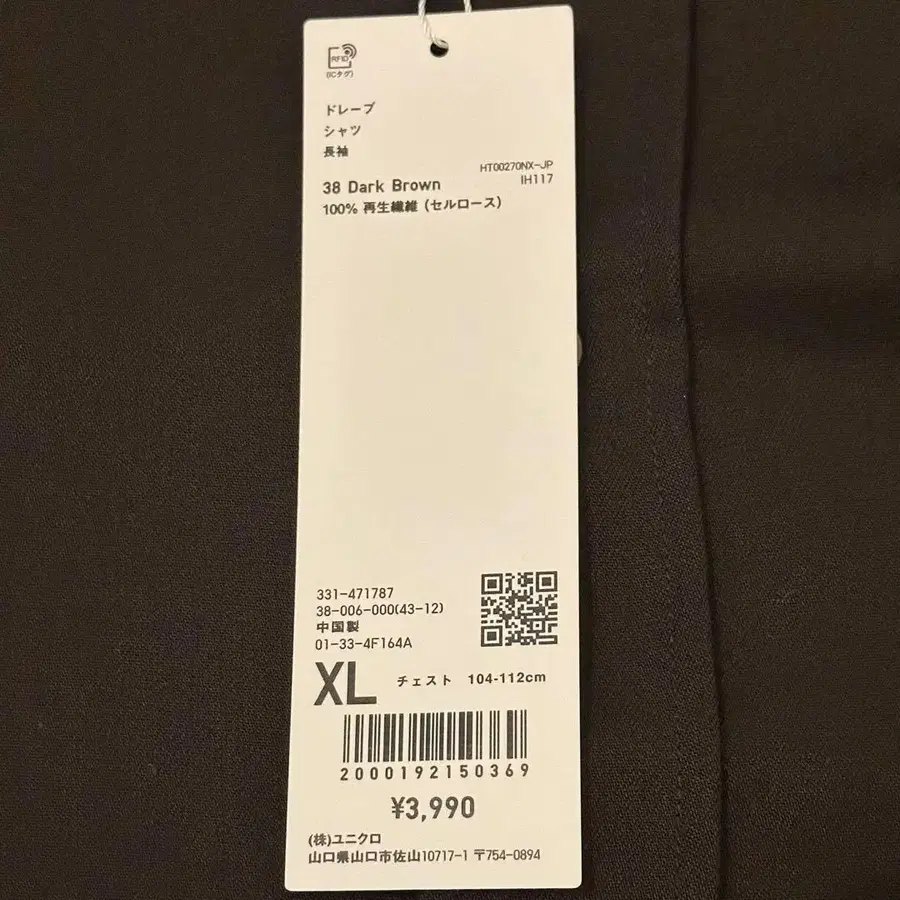 RFID
(ICタグ)
ドレープ
シャツ
長袖
HT00270NX-JP
38 Dark Brown
IH117
100% 再生繊維 (セルロース)
331-471787
38-006-000(43-12)
中国製
01-33-4F164A
XL チェスト 104-112cm
2000192150369
¥3,990
(株)ユニクロ
山口県山口市佐山10717-1 〒754-0894